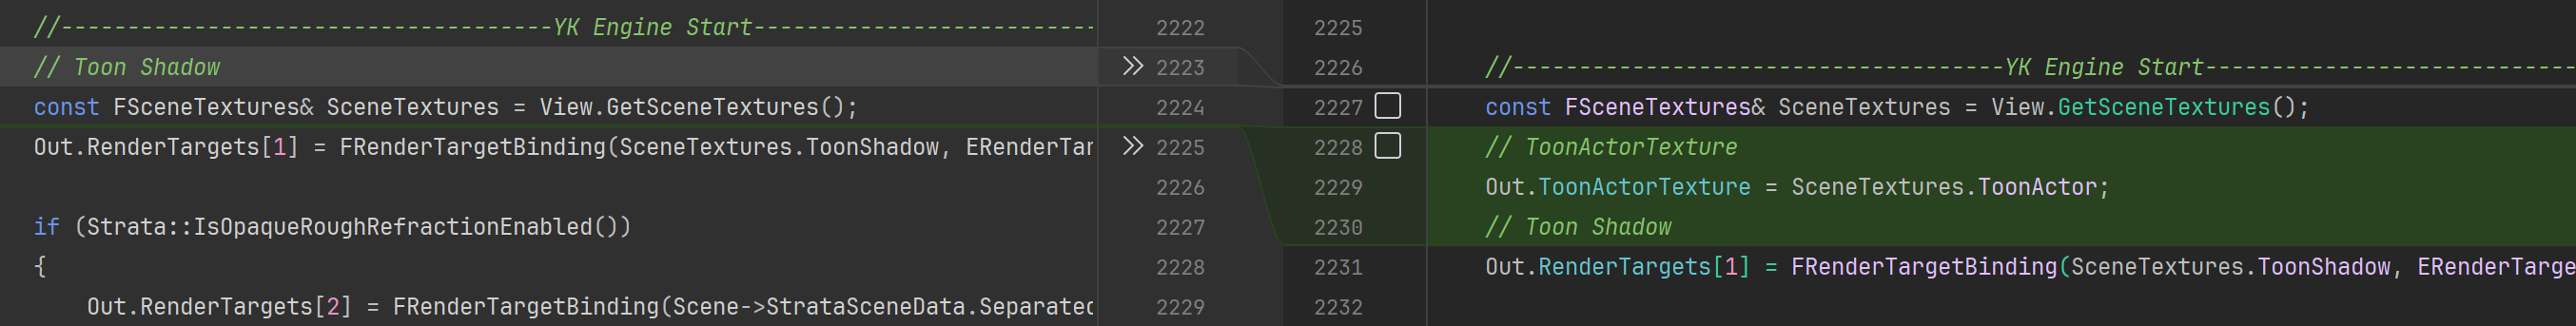 //-------------------------------------YK Engine Start--------------------------
// Toon Shadow
const FSceneTextures& SceneTextures = View.GetSceneTextures();
Out.RenderTargets[1] = FRenderTargetBinding(SceneTextures.ToonShadow, ERenderTar
if (Strata::IsOpaqueRoughRefractionEnabled())
{
Out.RenderTargets[2] = FRenderTargetBinding(Scene->StrataSceneData.Separated
2222
2223
2224
2225
2226
2227
2228
2229
2225
2226
2227
2228
2229
2230
2231
2232
//-------------------------------------YK Engine Start----------------------------
const FSceneTextures& SceneTextures = View.GetSceneTextures();
// ToonActorTexture
Out.ToonActorTexture = SceneTextures.ToonActor;
// Toon Shadow
Out.RenderTargets[1] = FRenderTargetBinding(SceneTextures.ToonShadow, ERenderTarge